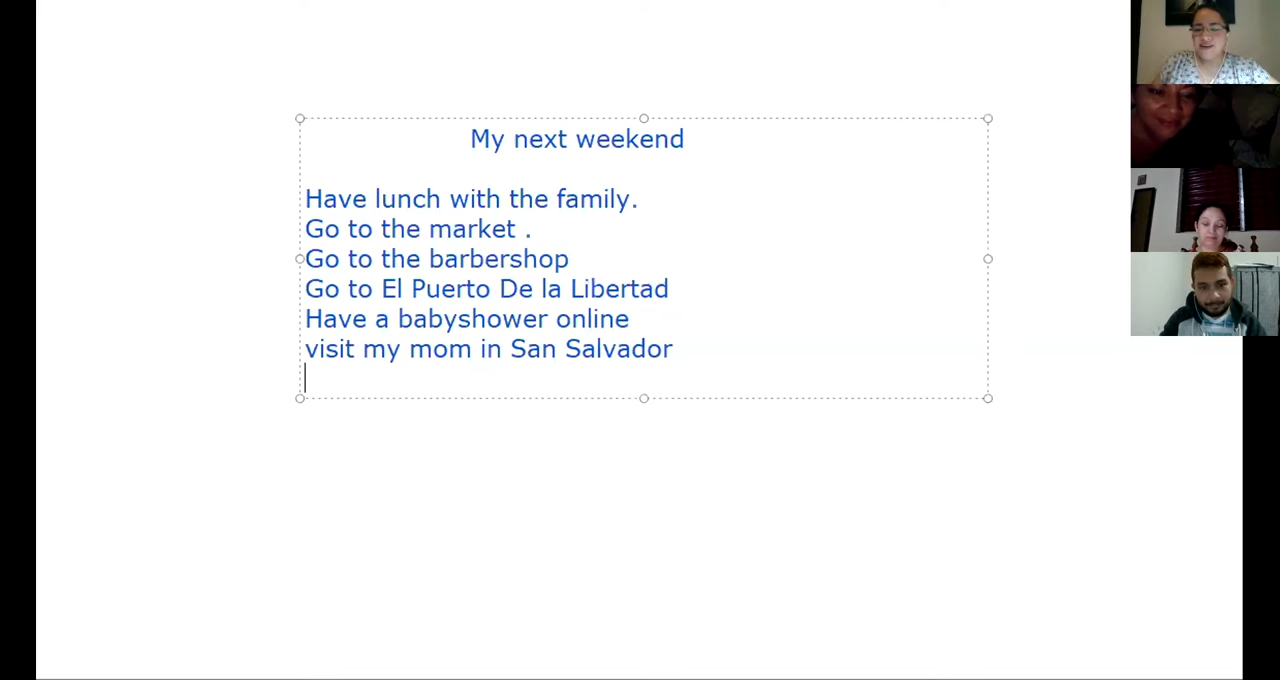 My next weekend
Have lunch with the family.
Go to the market .
Go to the barbershop
Go to El Puerto De la Libertad
Have a babyshower online
visit my mom in San Salvador